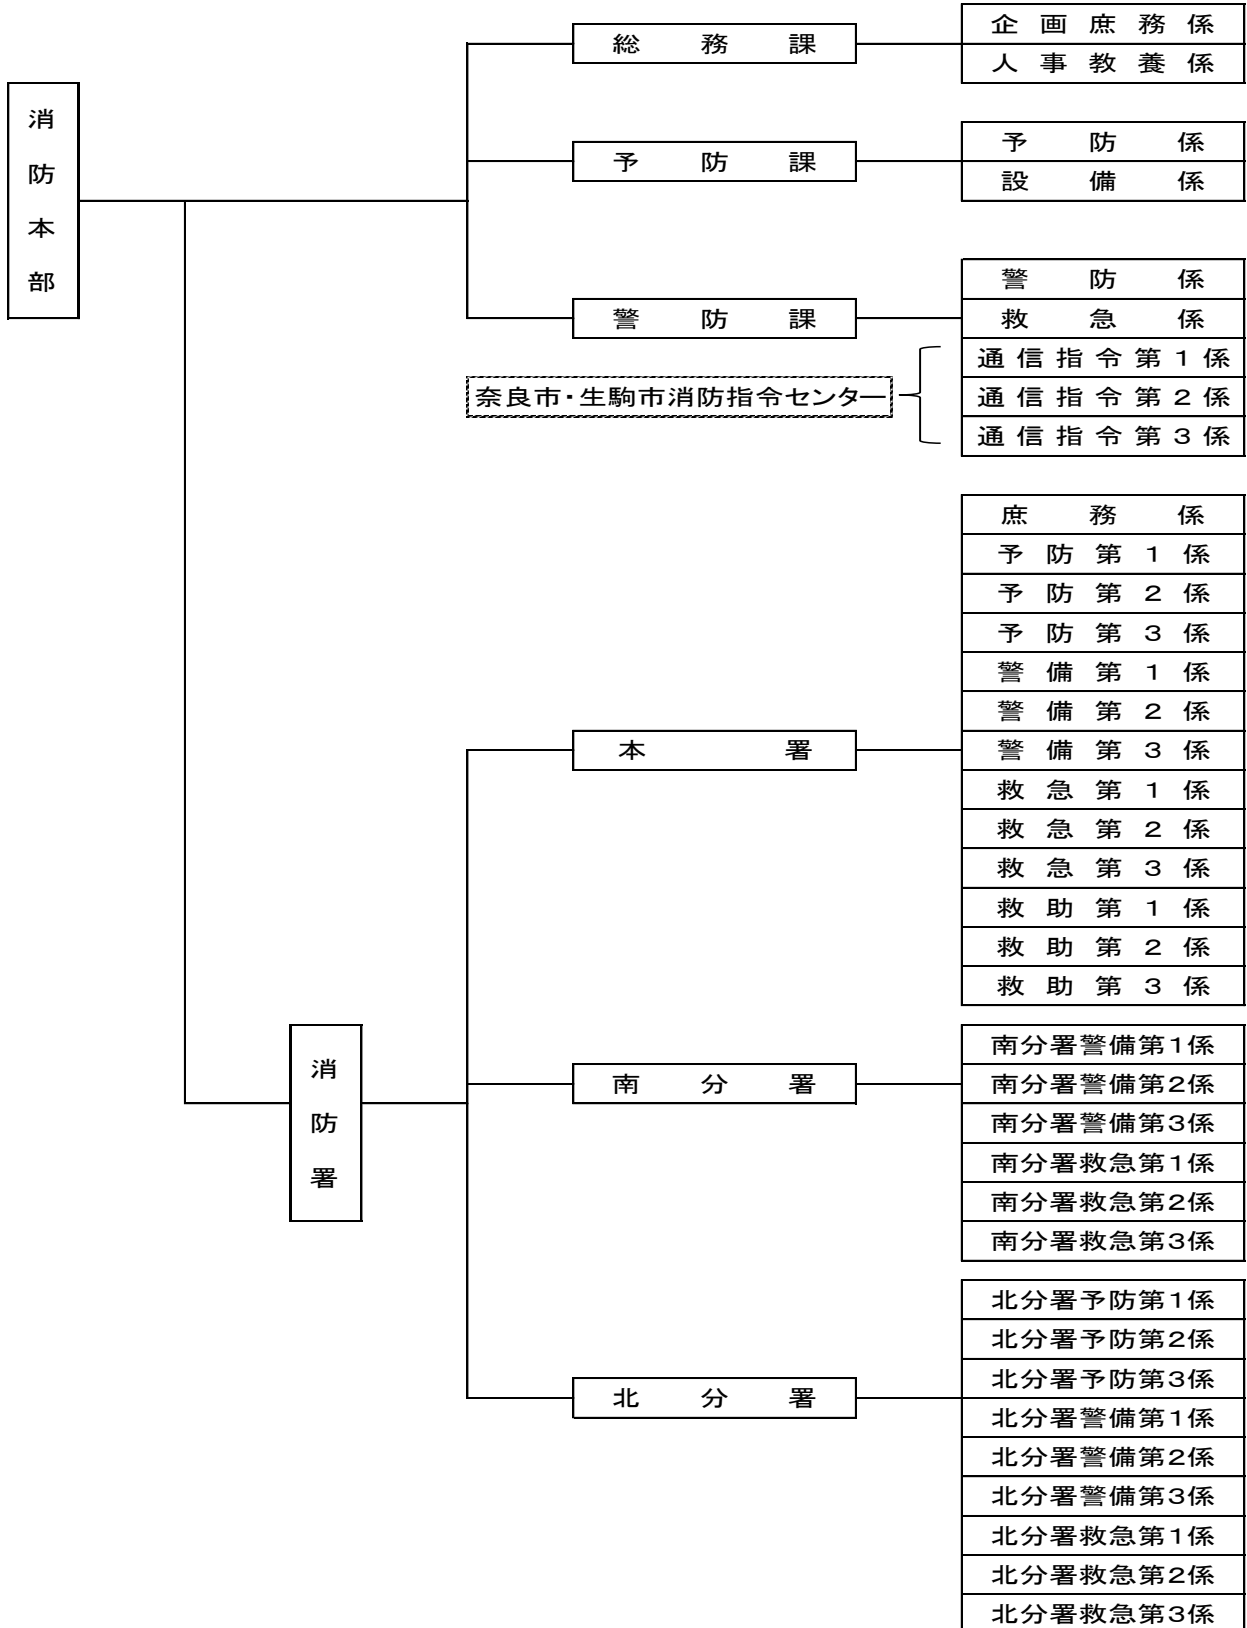 消防本部
総務課
企画庶務係
人事教養係
予防課
予防係
設備係
警防課
警防係
救急係
通信指令第1係
通信指令第2係
通信指令第3係
奈良市・生駒市消防指令センター
消防署
本署
庶務係
予防第1係
予防第2係
予防第3係
警備第1係
警備第2係
警備第3係
救急第1係
救急第2係
救急第3係
救助第1係
救助第2係
救助第3係
南分署
南分署警備第1係
南分署警備第2係
南分署警備第3係
南分署救急第1係
南分署救急第2係
南分署救急第3係
北分署
北分署予防第1係
北分署予防第2係
北分署予防第3係
北分署警備第1係
北分署警備第2係
北分署警備第3係
北分署救急第1係
北分署救急第2係
北分署救急第3係